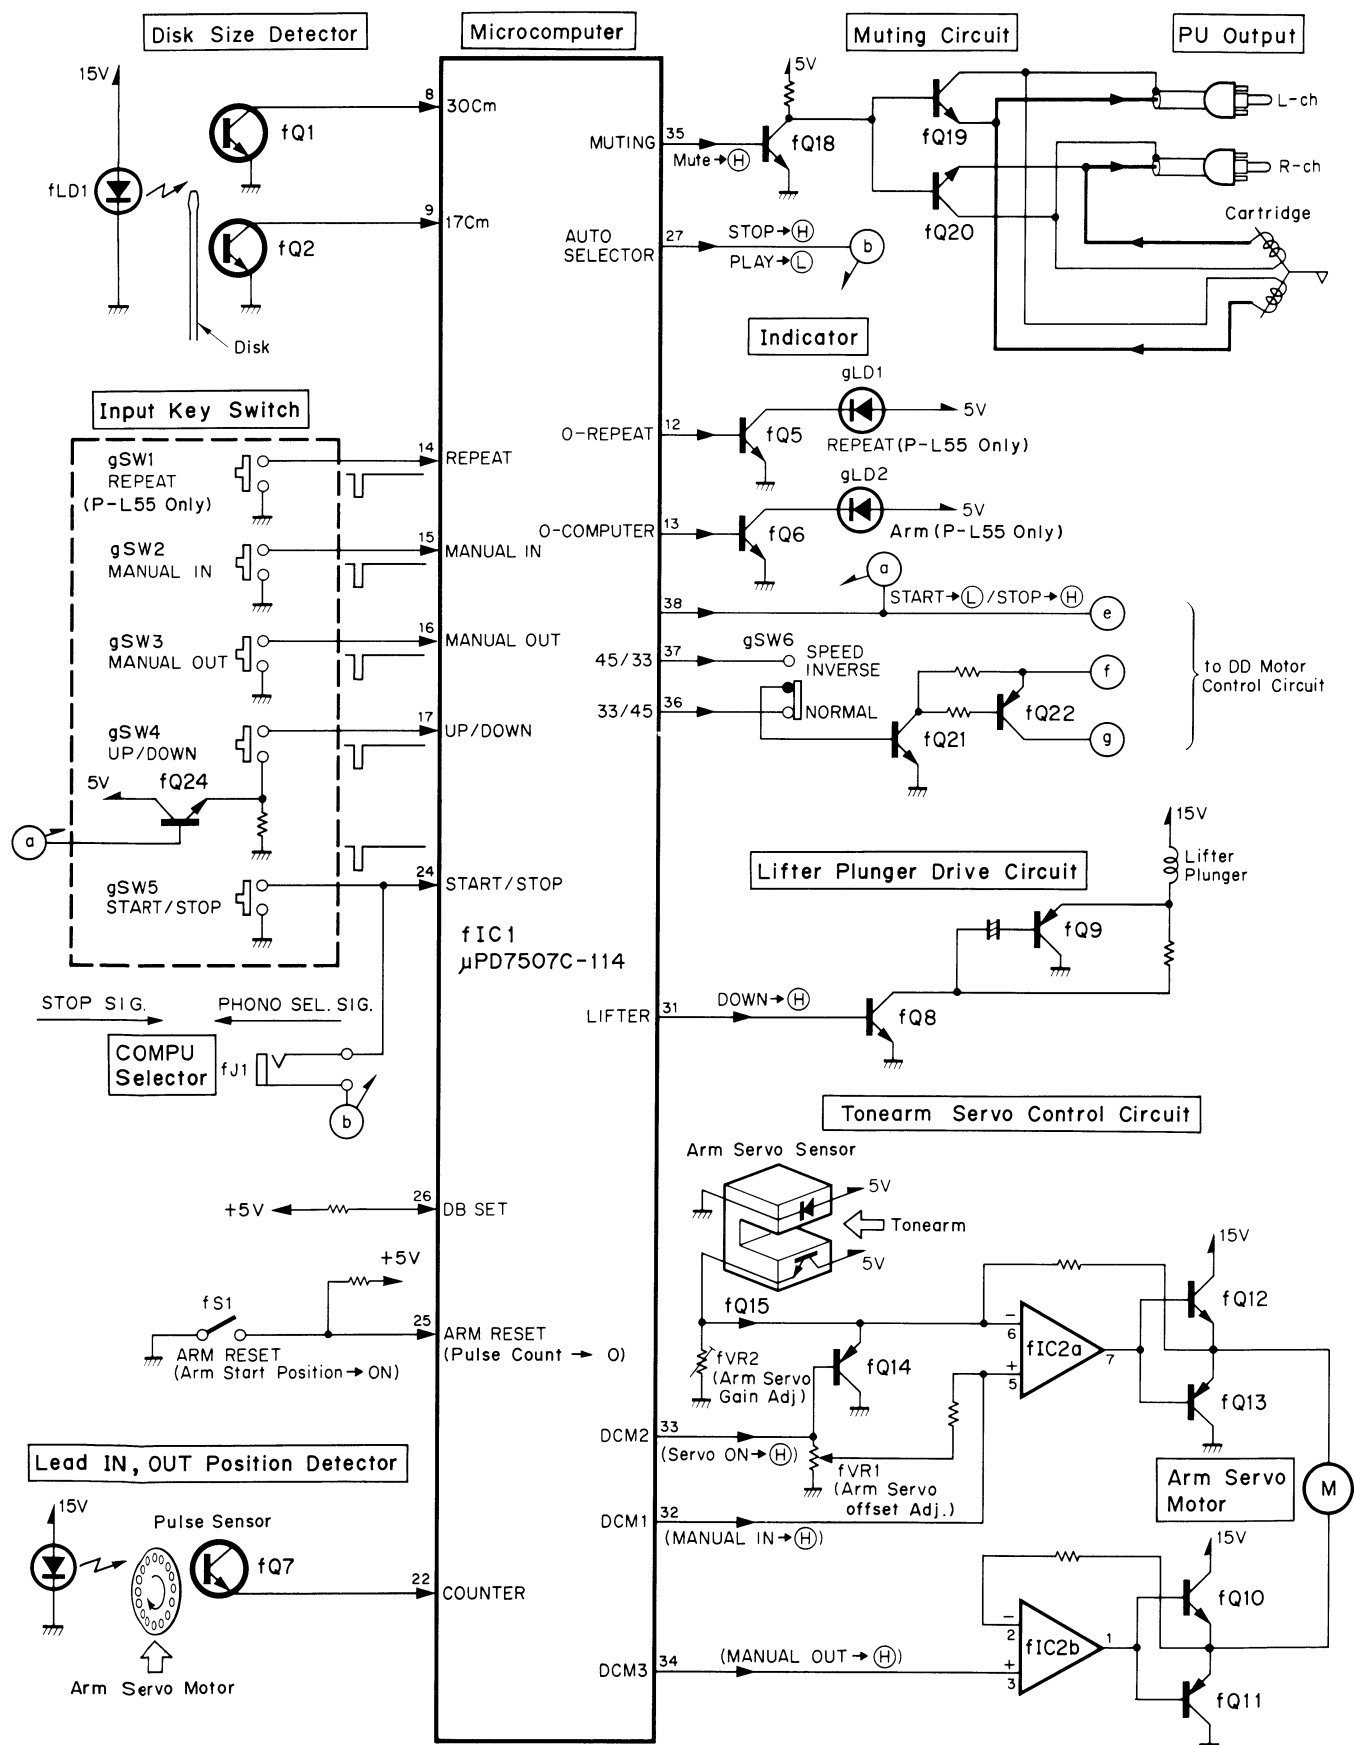 Disk Size Detector
Microcomputer
Muting Circuit
PU Output
15V
8
30Cm
fQ1
fLD1
9
17Cm
fQ2
Disk
5V
MUTING
35
Mute→Ⓗ
fQ18
fQ19
fQ20
L-ch
R-ch
Cartridge
AUTO
SELECTOR
27
STOP→Ⓗ
PLAY→Ⓛ
b
Indicator
gLD1
O-REPEAT
12
fQ5
5V
REPEAT (P-L55 Only)
gLD2
O-COMPUTER
13
fQ6
5V
Arm (P-L55 Only)
Input Key Switch
gSW1
REPEAT
(P-L55 Only)
14
REPEAT
gSW2
MANUAL IN
15
MANUAL IN
gSW3
MANUAL OUT
16
MANUAL OUT
gSW4
UP/DOWN
17
UP/DOWN
5V
fQ24
a
gSW5
START/STOP
24
START/STOP
fIC1
µPD7507C-114
a
38
START→Ⓛ/STOP→Ⓗ
e
45/33
37
gSW6
SPEED
INVERSE
33/45
36
NORMAL
fQ21
fQ22
f
g
to DD Motor
Control Circuit
Lifter Plunger Drive Circuit
15V
Lifter
Plunger
fQ9
LIFTER
31
DOWN→Ⓗ
fQ8
STOP SIG.
PHONO SEL. SIG.
COMPU
Selector
fJ1
b
Tonearm Servo Control Circuit
Arm Servo Sensor
5V
Tonearm
5V
+5V
26
DB SET
+5V
fS1
25
ARM RESET
(Pulse Count → 0)
ARM RESET
(Arm Start Position→ON)
fQ15
fVR2
(Arm Servo
Gain Adj)
fQ14
−
6
+
5
fIC2a
7
15V
fQ12
fQ13
DCM2
33
(Servo ON→Ⓗ)
fVR1
(Arm Servo
offset Adj.)
DCM1
32
(MANUAL IN→Ⓗ)
Arm Servo
Motor
M
Lead IN, OUT Position Detector
15V
Pulse Sensor
fQ7
22
COUNTER
Arm Servo Motor
DCM3
34
(MANUAL OUT→Ⓗ)
−
2
+
3
fIC2b
1
15V
fQ10
fQ11